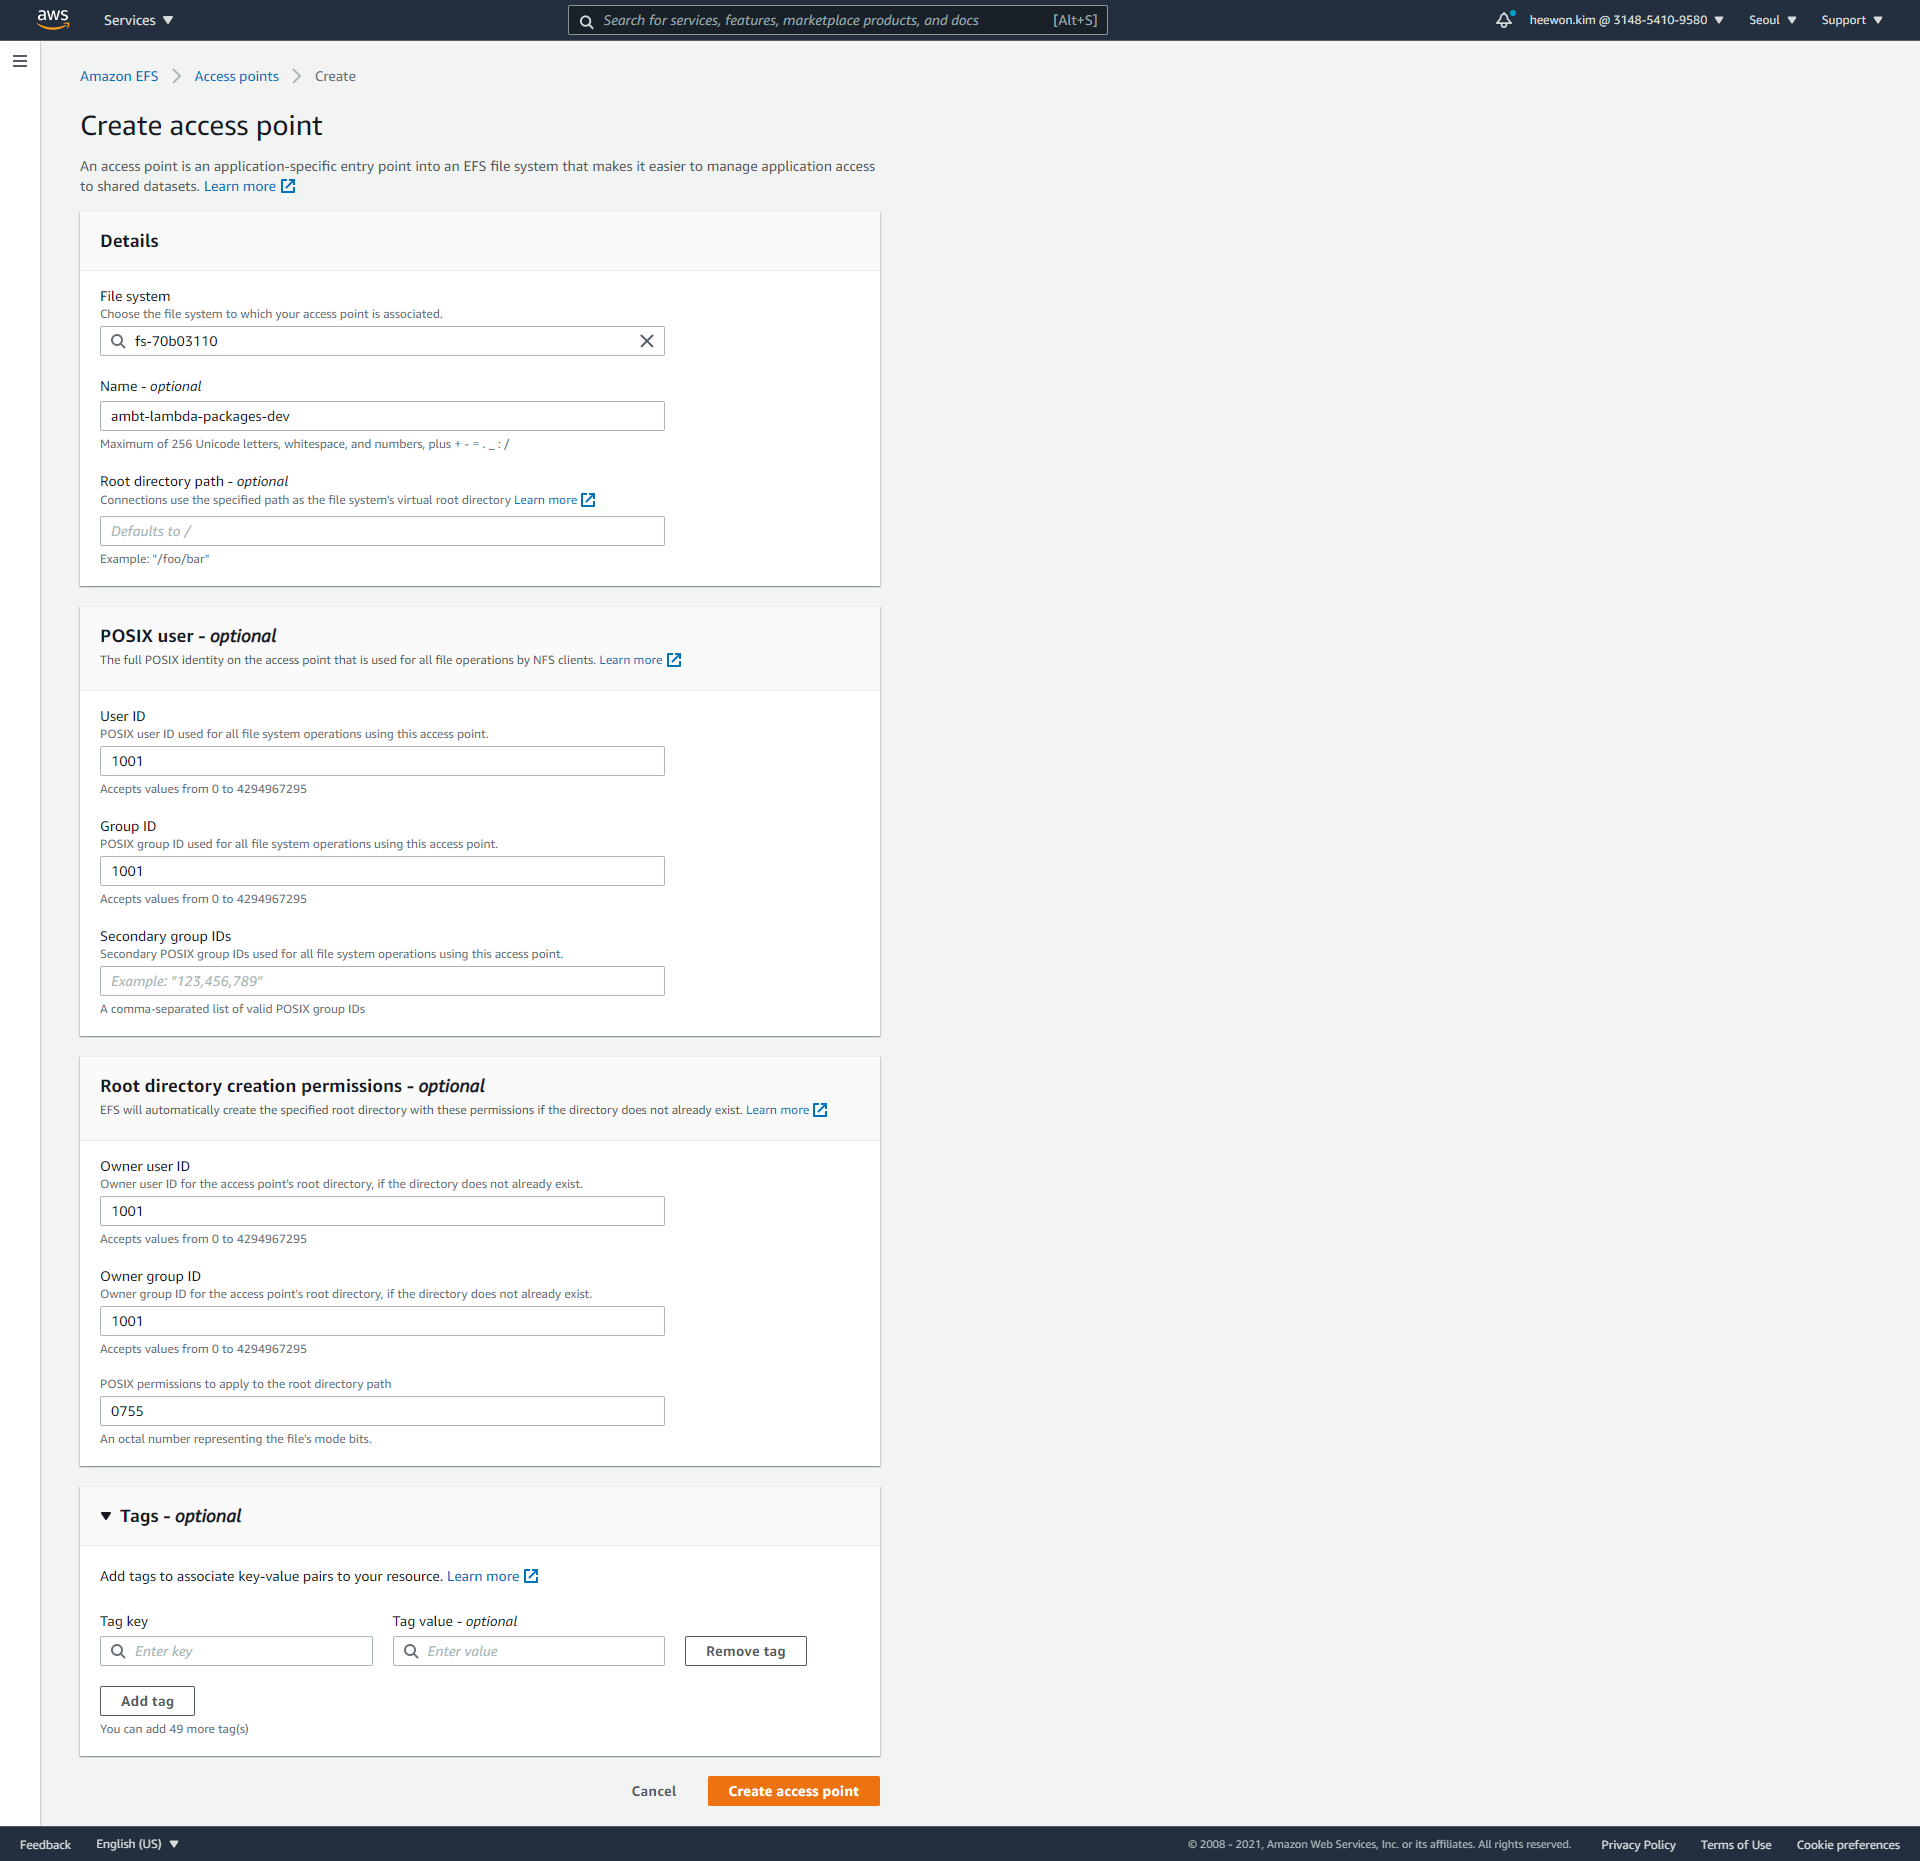 aws
Services
Search for services, features, marketplace products, and docs [Alt+S]
heewon.kim @ 3148-5410-9580
Seoul
Support
Amazon EFS
Access points
Create
Create access point
An access point is an application-specific entry point into an EFS file system that makes it easier to manage application access
to shared datasets. Learn more
Details
File system
Choose the file system to which your access point is associated.
fs-70b03110
Name - optional
ambt-lambda-packages-dev
Maximum of 256 Unicode letters, whitespace, and numbers, plus + - = . _ : /
Root directory path - optional
Connections use the specified path as the file system's virtual root directory Learn more
Defaults to /
Example: "/foo/bar"
POSIX user - optional
The full POSIX identity on the access point that is used for all file operations by NFS clients. Learn more
User ID
POSIX user ID used for all file system operations using this access point.
1001
Accepts values from 0 to 4294967295
Group ID
POSIX group ID used for all file system operations using this access point.
1001
Accepts values from 0 to 4294967295
Secondary group IDs
Secondary POSIX group IDs used for all file system operations using this access point.
Example: "123,456,789"
A comma-separated list of valid POSIX group IDs
Root directory creation permissions - optional
EFS will automatically create the specified root directory with these permissions if the directory does not already exist. Learn more
Owner user ID
Owner user ID for the access point's root directory, if the directory does not already exist.
1001
Accepts values from 0 to 4294967295
Owner group ID
Owner group ID for the access point's root directory, if the directory does not already exist.
1001
Accepts values from 0 to 4294967295
POSIX permissions to apply to the root directory path
0755
An octal number representing the file's mode bits.
Tags - optional
Add tags to associate key-value pairs to your resource. Learn more
Tag key
Tag value - optional
Enter key
Enter value
Remove tag
Add tag
You can add 49 more tag(s)
Cancel
Create access point
Feedback
English (US)
© 2008 - 2021, Amazon Web Services, Inc. or its affiliates. All rights reserved.
Privacy Policy
Terms of Use
Cookie preferences